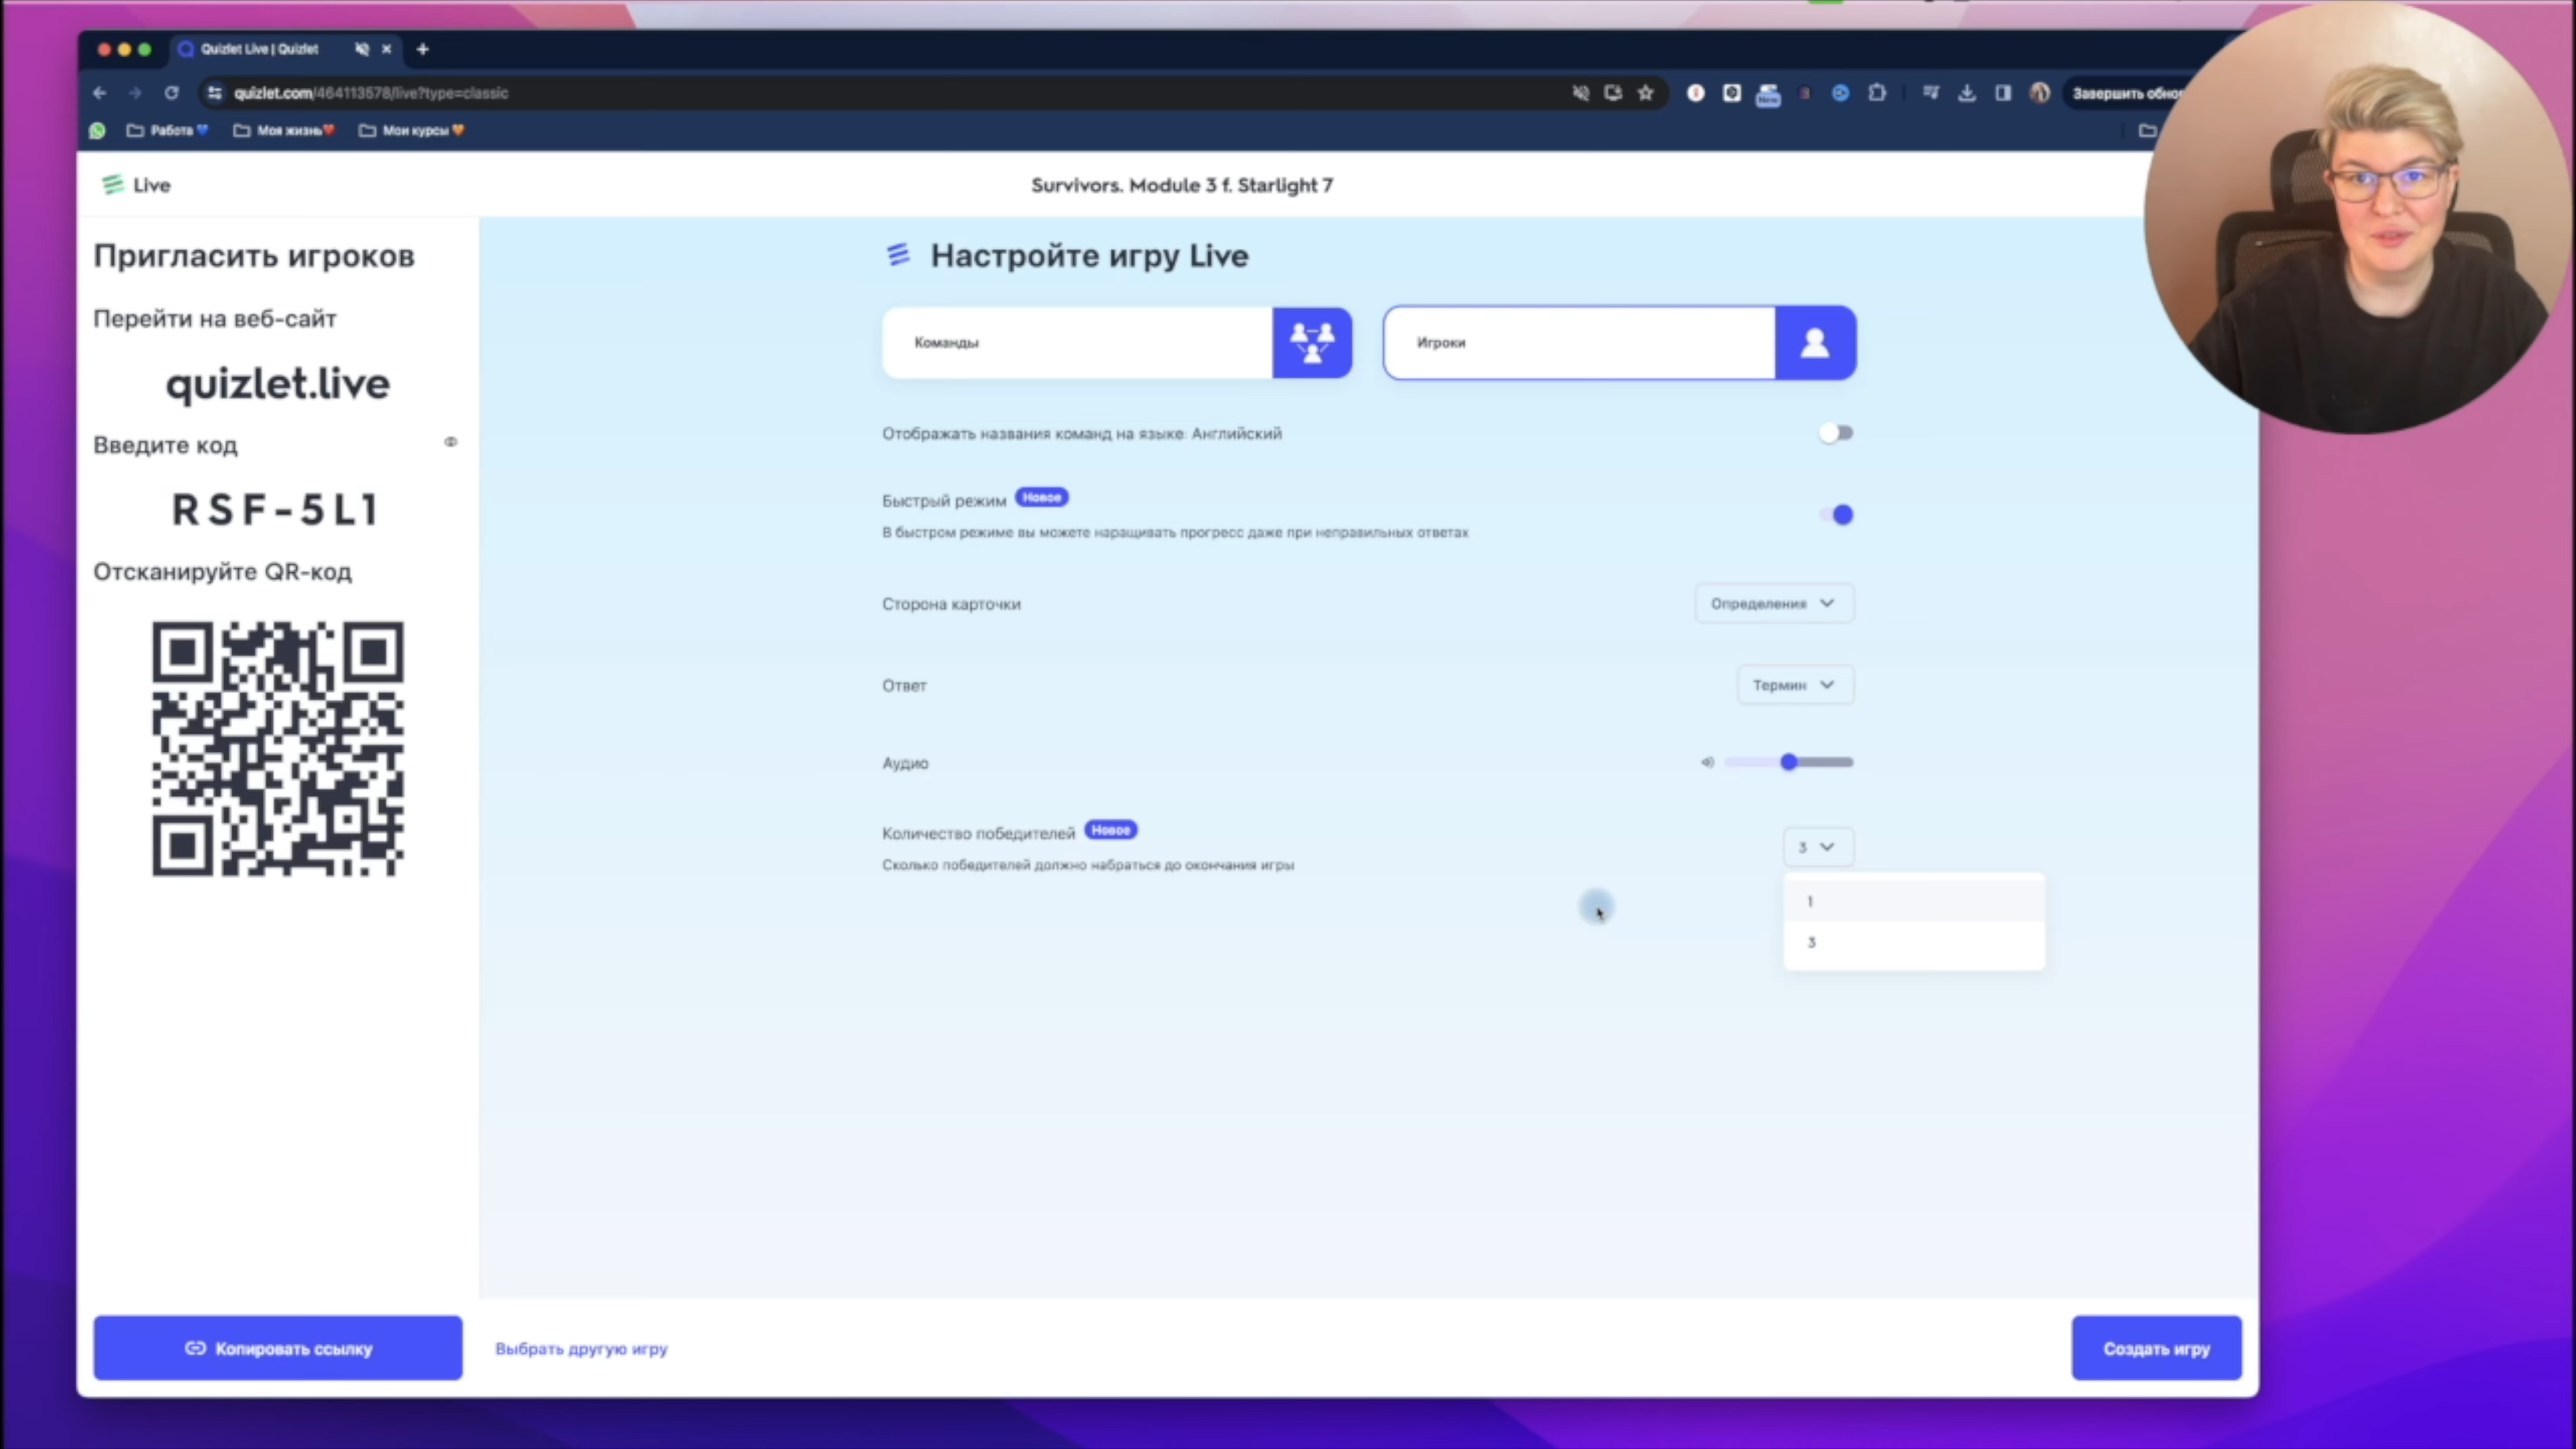 Quizlet Live | Quizlet
quizlet.com/464113578/live?type=classic
Завершить обнов
Работа
Моя жизнь
Мои курсы
Live
Survivors. Module 3 f. Starlight 7
Пригласить игроков
Перейти на веб-сайт
quizlet.live
Введите код
RSF-5L1
Отсканируйте QR-код
Настройте игру Live
Команды
Игроки
Отображать названия команд на языке: Английский
Быстрый режим Новое
В быстром режиме вы можете наращивать прогресс даже при неправильных ответах
Сторона карточки
Определения
Ответ
Термин
Аудио
Количество победителей Новое
Сколько победителей должно набраться до окончания игры
3
1
3
Копировать ссылку
Выбрать другую игру
Создать игру